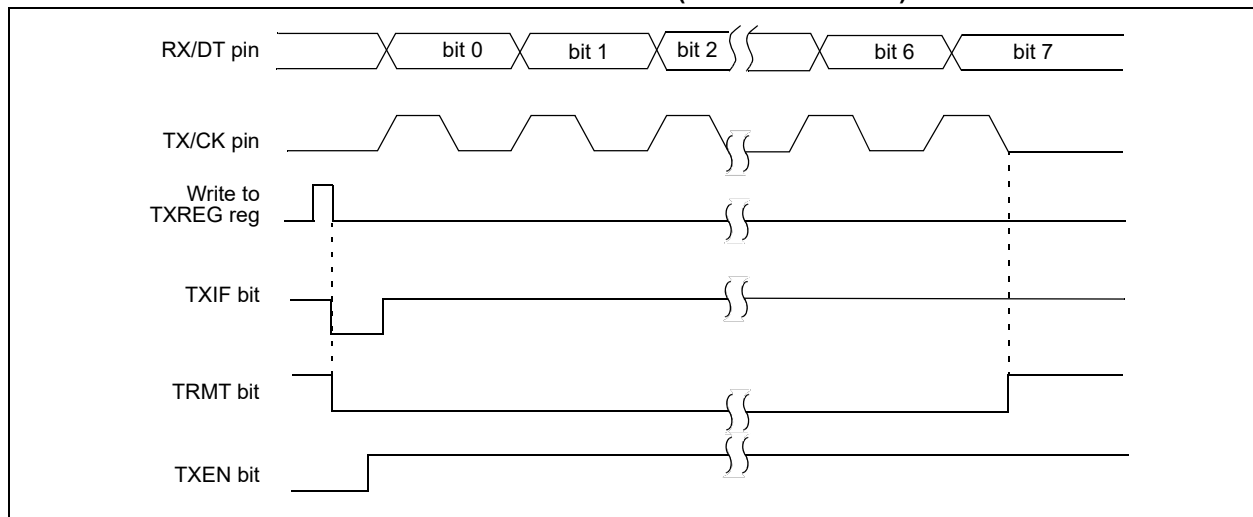 RX/DT pin
bit 0
bit 1
bit 2
bit 6
bit 7
TX/CK pin
Write to
TXREG reg
TXIF bit
TRMT bit
TXEN bit